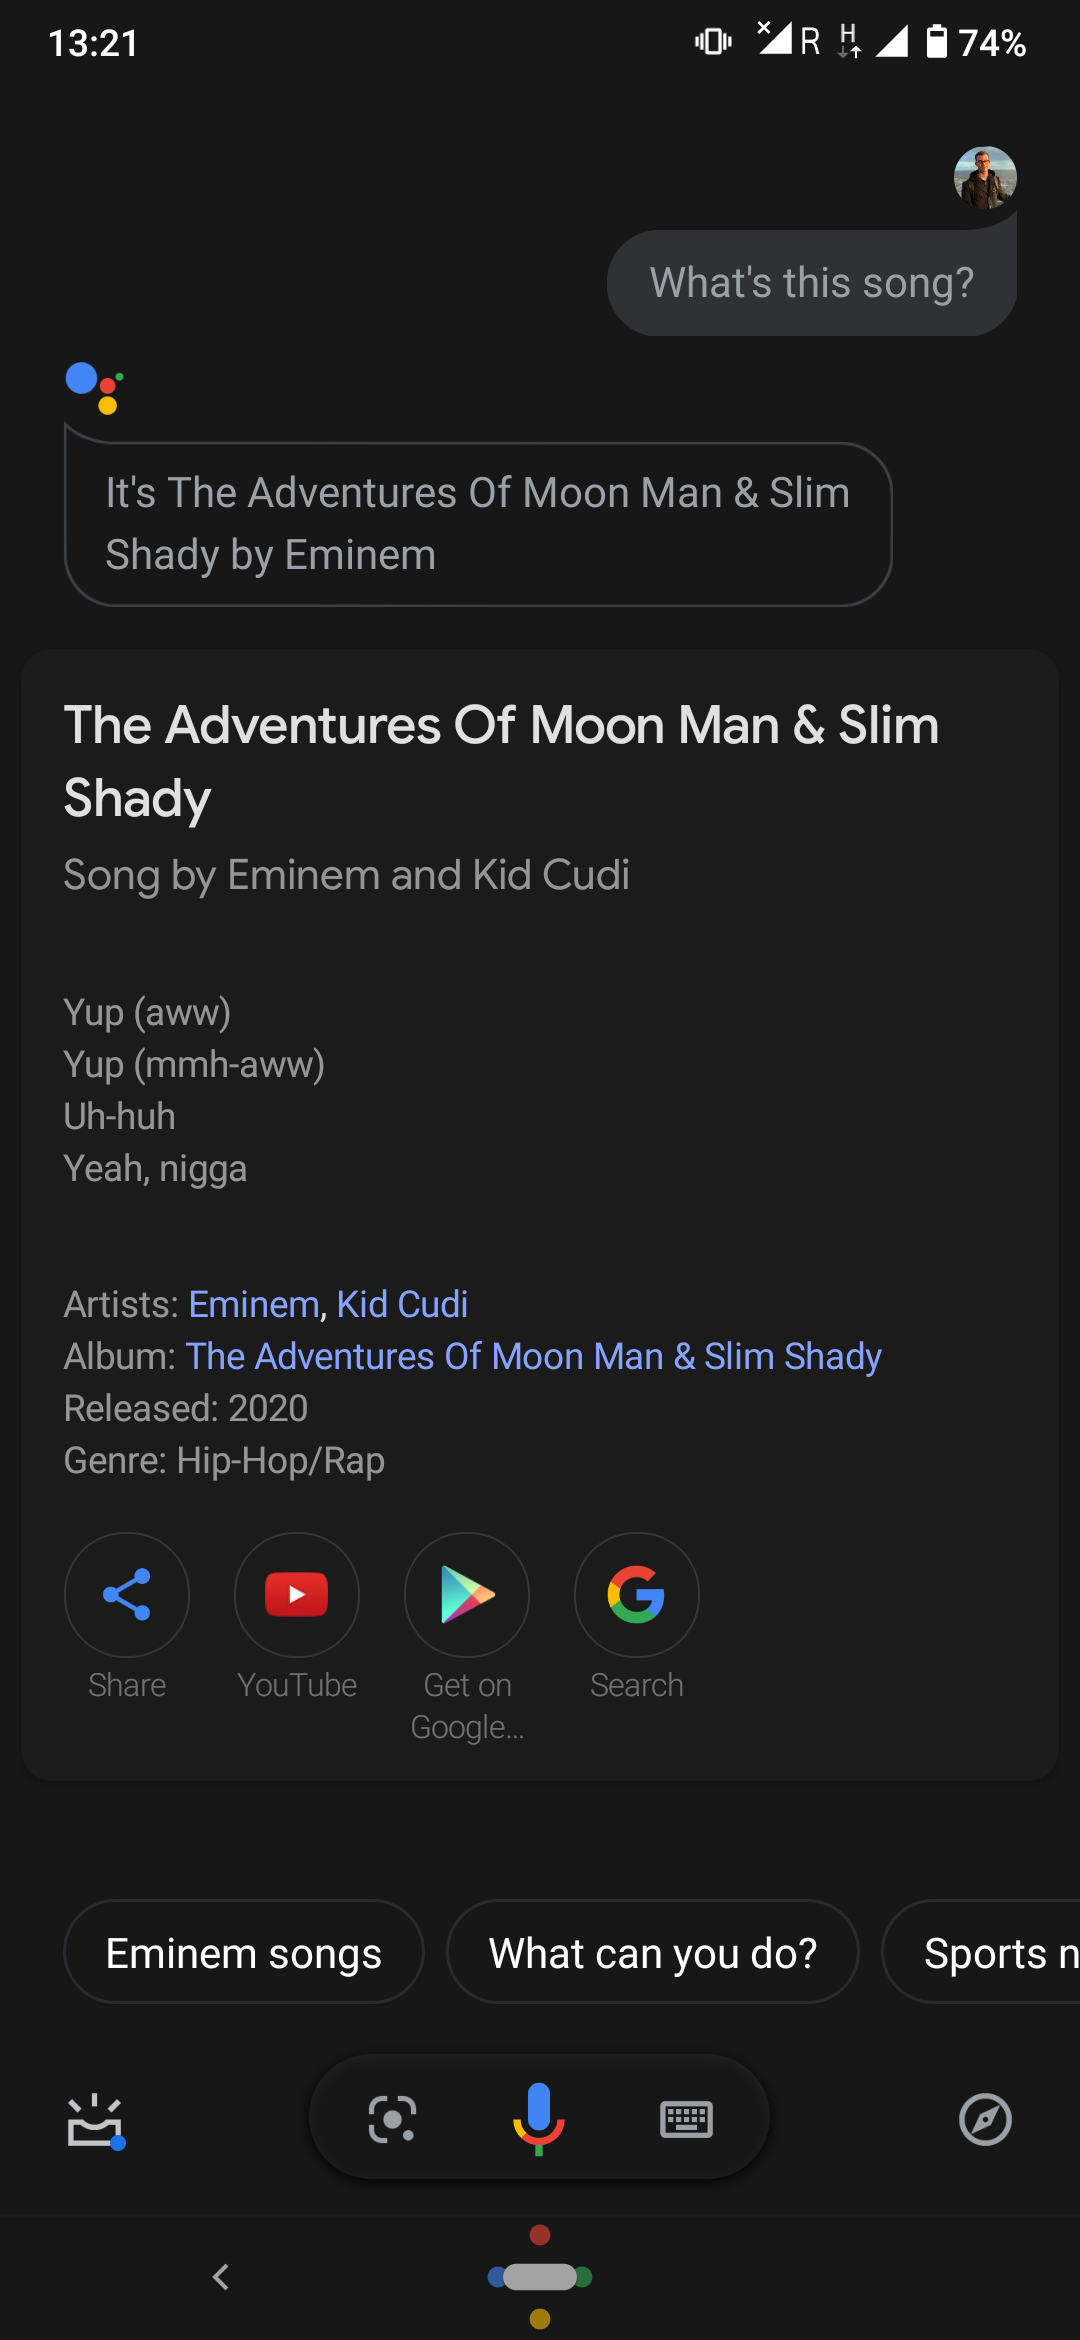 13:21
R H 74%
What's this song?
It's The Adventures Of Moon Man & Slim
Shady by Eminem
The Adventures Of Moon Man & Slim
Shady
Song by Eminem and Kid Cudi
Yup (aww)
Yup (mmh-aww)
Uh-huh
Yeah, nigga
Artists: Eminem, Kid Cudi
Album: The Adventures Of Moon Man & Slim Shady
Released: 2020
Genre: Hip-Hop/Rap
Share YouTube Get on Search
Google...
Eminem songs What can you do? Sports n